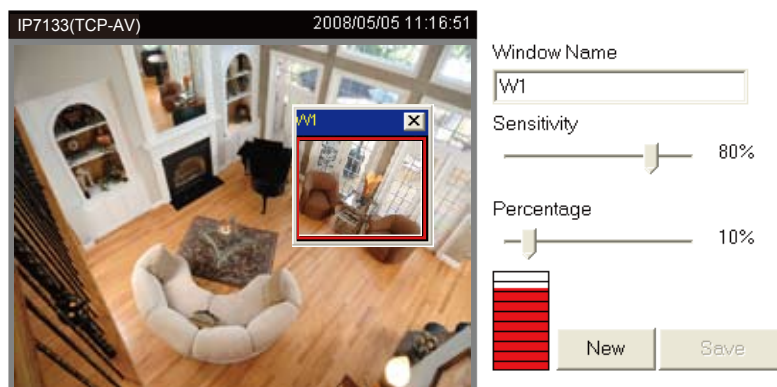 IP7133(TCP-AV) 2008/05/05 11:16:51
W1
Window Name
W1
Sensitivity
80%
Percentage
10%
New Save